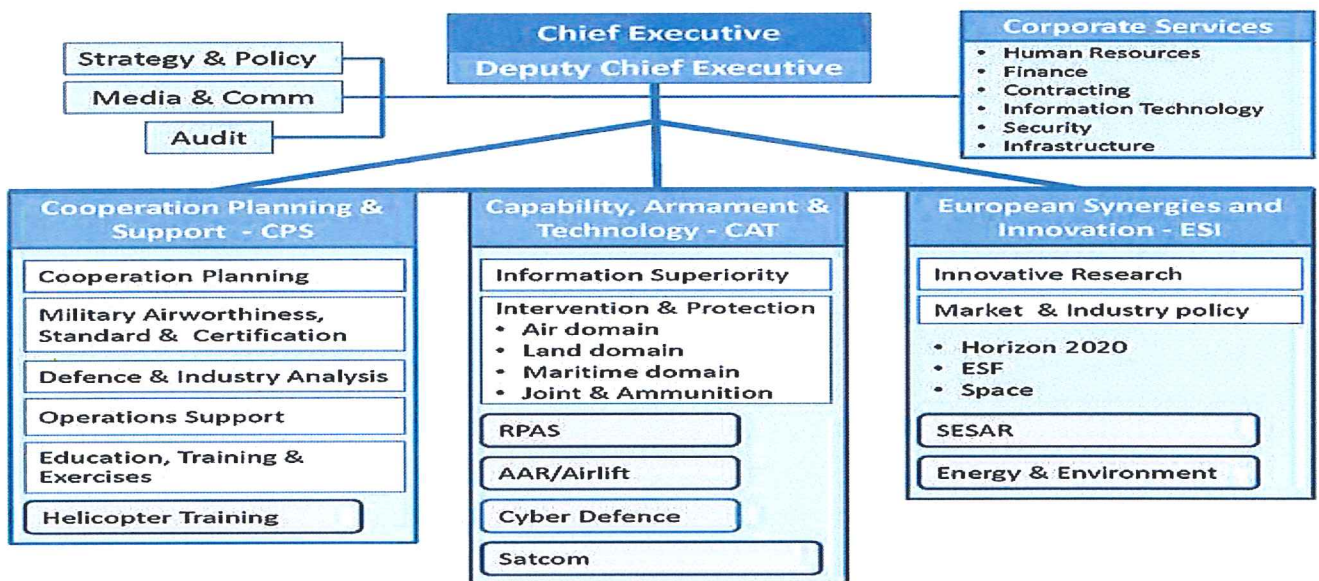 Chief Executive
Deputy Chief Executive
Strategy & Policy
Media & Comm
Audit
Corporate Services
• Human Resources
• Finance
• Contracting
• Information Technology
• Security
• Infrastructure
Cooperation Planning &
Support - CPS
Cooperation Planning
Military Airworthiness,
Standard & Certification
Defence & Industry Analysis
Operations Support
Education, Training &
Exercises
Helicopter Training
Capability, Armament &
Technology - CAT
Information Superiority
Intervention & Protection
• Air domain
• Land domain
• Maritime domain
• Joint & Ammunition
RPAS
AAR/Airlift
Cyber Defence
Satcom
European Synergies and
Innovation - ESI
Innovative Research
Market & Industry policy
• Horizon 2020
• ESF
• Space
SESAR
Energy & Environment